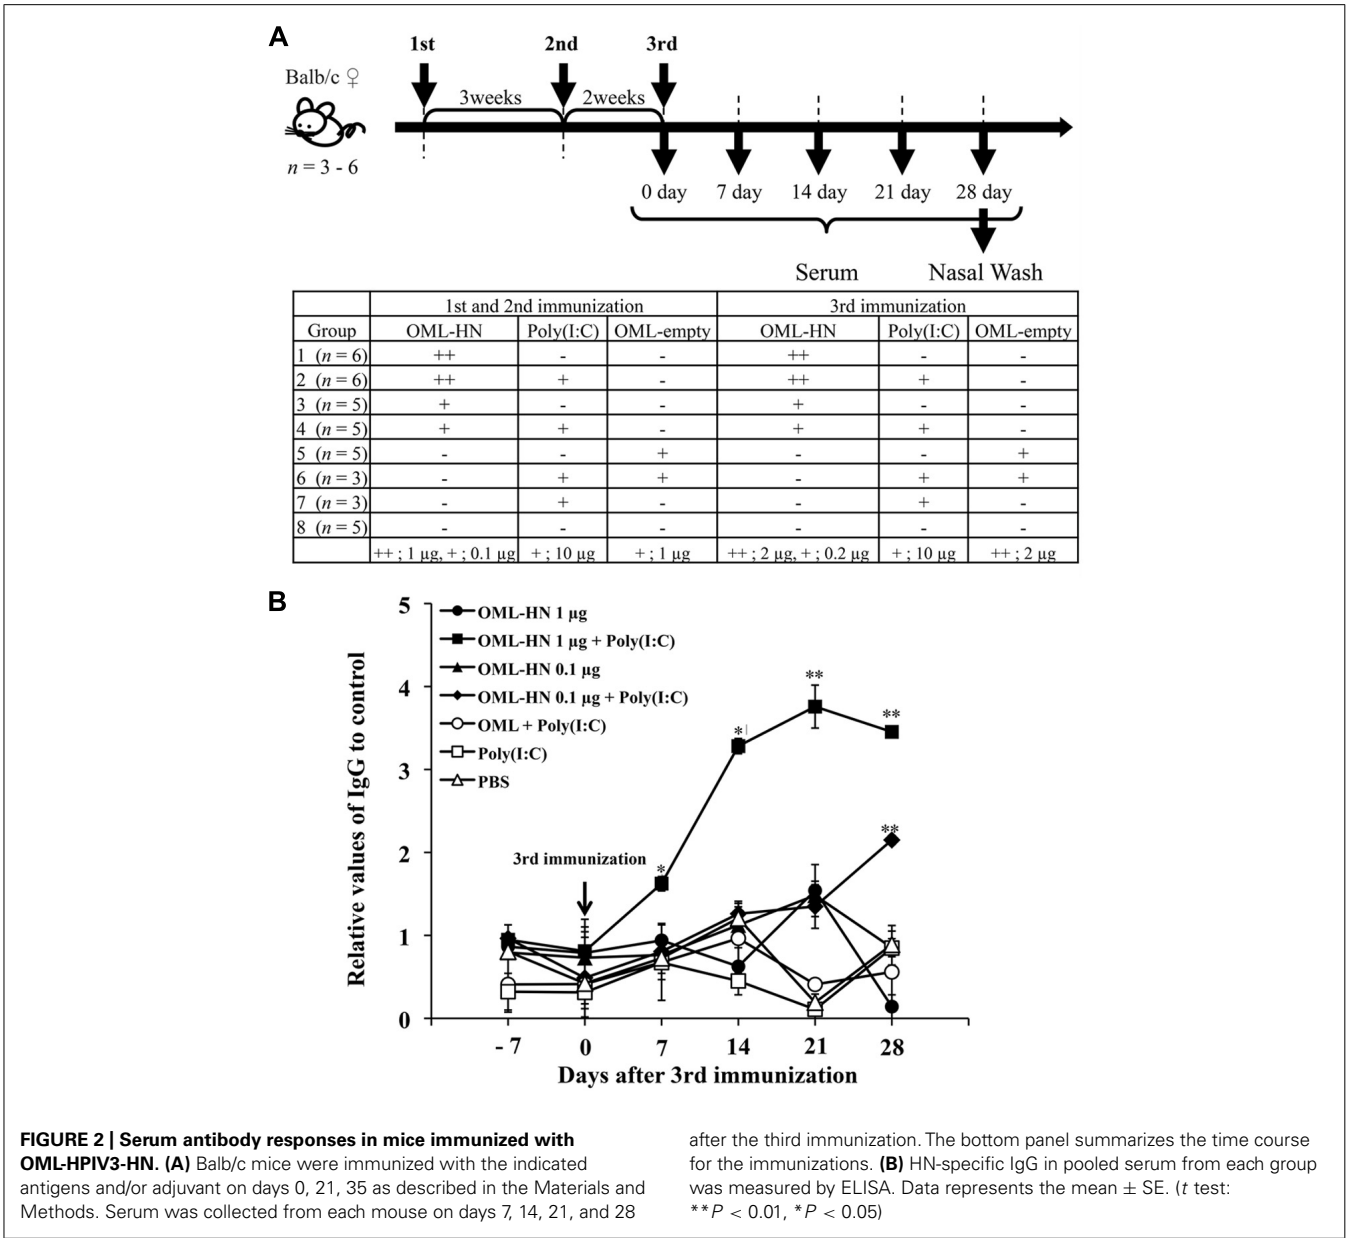 A
1st 2nd 3rd
Balb/c ♀
3weeks 2weeks
n = 3 - 6
0 day 7 day 14 day 21 day 28 day
Serum Nasal Wash
1st and 2nd immunization 3rd immunization
Group OML-HN Poly(I:C) OML-empty OML-HN Poly(I:C) OML-empty
1 (n = 6) ++ - - ++ - -
2 (n = 6) ++ + - ++ + -
3 (n = 5) + - - + - -
4 (n = 5) + + - + + -
5 (n = 5) - - + - - +
6 (n = 3) - + + - + +
7 (n = 3) - + - - + -
8 (n = 5) - - - - - -
++ ; 1 µg, + ; 0.1 µg + ; 10 µg + ; 1 µg ++ ; 2 µg, + ; 0.2 µg + ; 10 µg ++ ; 2 µg
B
Relative values of IgG to control
5
4
3
2
1
0
OML-HN 1 µg
OML-HN 1 µg + Poly(I:C)
OML-HN 0.1 µg
OML-HN 0.1 µg + Poly(I:C)
OML + Poly(I:C)
Poly(I:C)
PBS
3rd immunization
* * ** ** **
- 7 0 7 14 21 28
Days after 3rd immunization
FIGURE 2 | Serum antibody responses in mice immunized with
OML-HPIV3-HN. (A) Balb/c mice were immunized with the indicated
antigens and/or adjuvant on days 0, 21, 35 as described in the Materials and
Methods. Serum was collected from each mouse on days 7, 14, 21, and 28
after the third immunization. The bottom panel summarizes the time course
for the immunizations. (B) HN-specific IgG in pooled serum from each group
was measured by ELISA. Data represents the mean ± SE. (t test:
**P < 0.01, *P < 0.05)